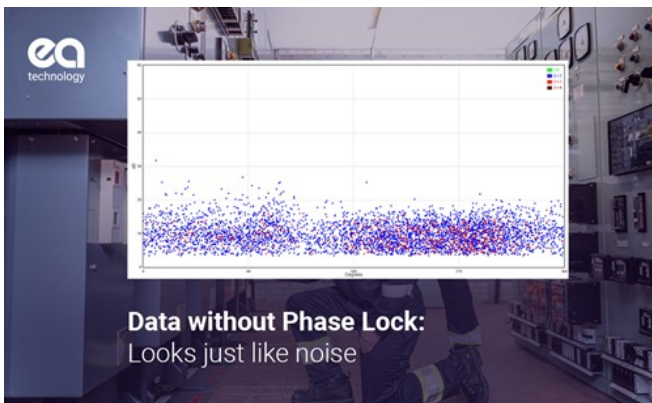 ea
technology
Degrees
Data without Phase Lock:
Looks just like noise